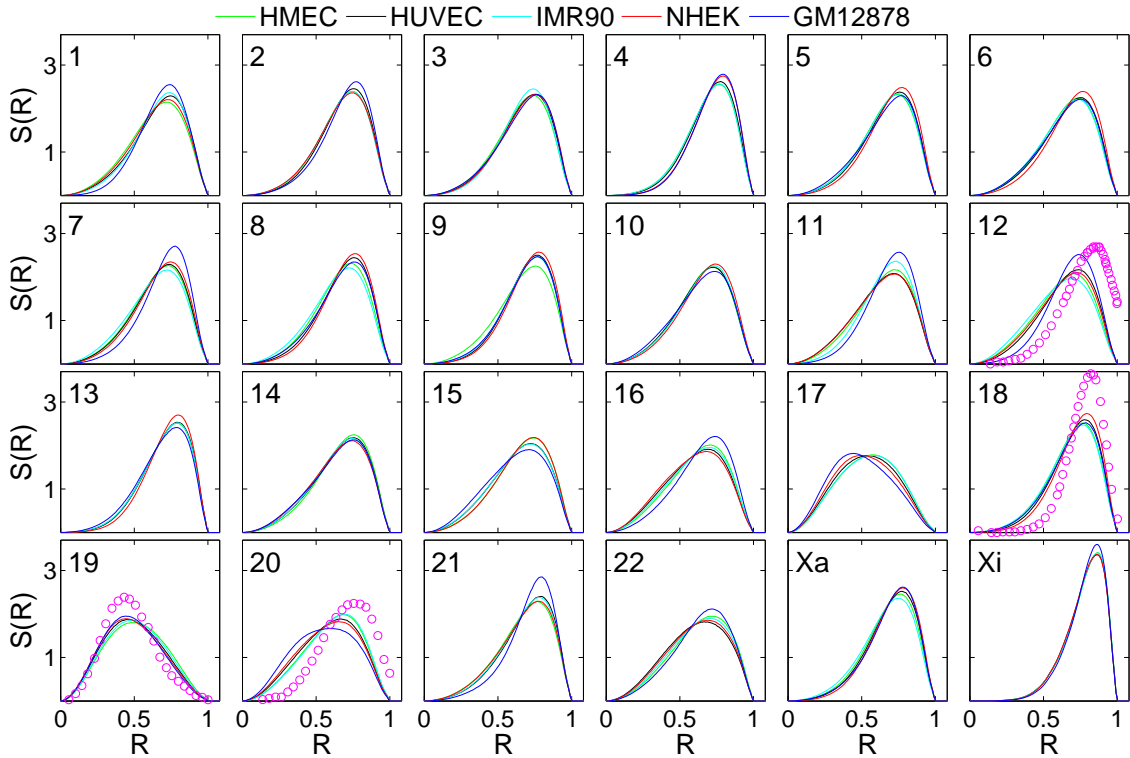 HMEC HUVEC IMR90 NHEK GM12878
1 2 3 4 5 6
3
S(R)
1
7 8 9 10 11 12
3
S(R)
1
13 14 15 16 17 18
3
S(R)
1
19 20 21 22 Xa Xi
3
S(R)
1
0 0.5 1 0 0.5 1 0 0.5 1 0 0.5 1 0 0.5 1 0 0.5 1
R R R R R R